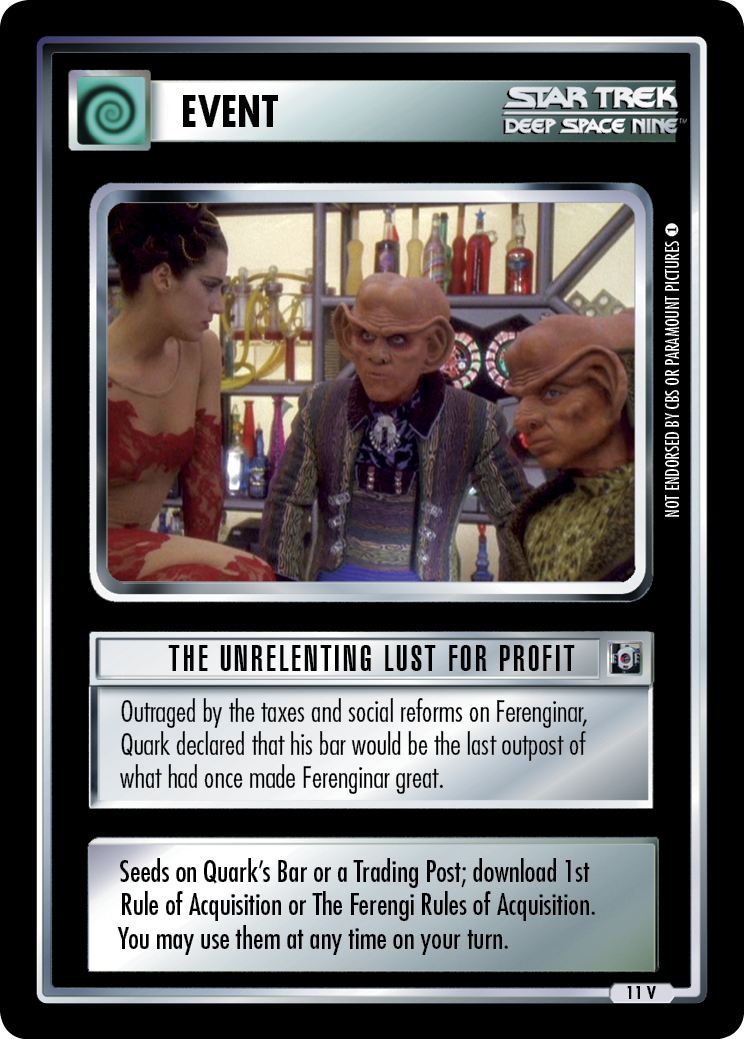 EVENT
STAR TREK
DEEP SPACE NINE™
NOT ENDORSED BY CBS OR PARAMOUNT PICTURES 1
THE UNRELENTING LUST FOR PROFIT
Outraged by the taxes and social reforms on Ferenginar,
Quark declared that his bar would be the last outpost of
what had once made Ferenginar great.
Seeds on Quark's Bar or a Trading Post; download 1st
Rule of Acquisition or The Ferengi Rules of Acquisition.
You may use them at any time on your turn.
11 V